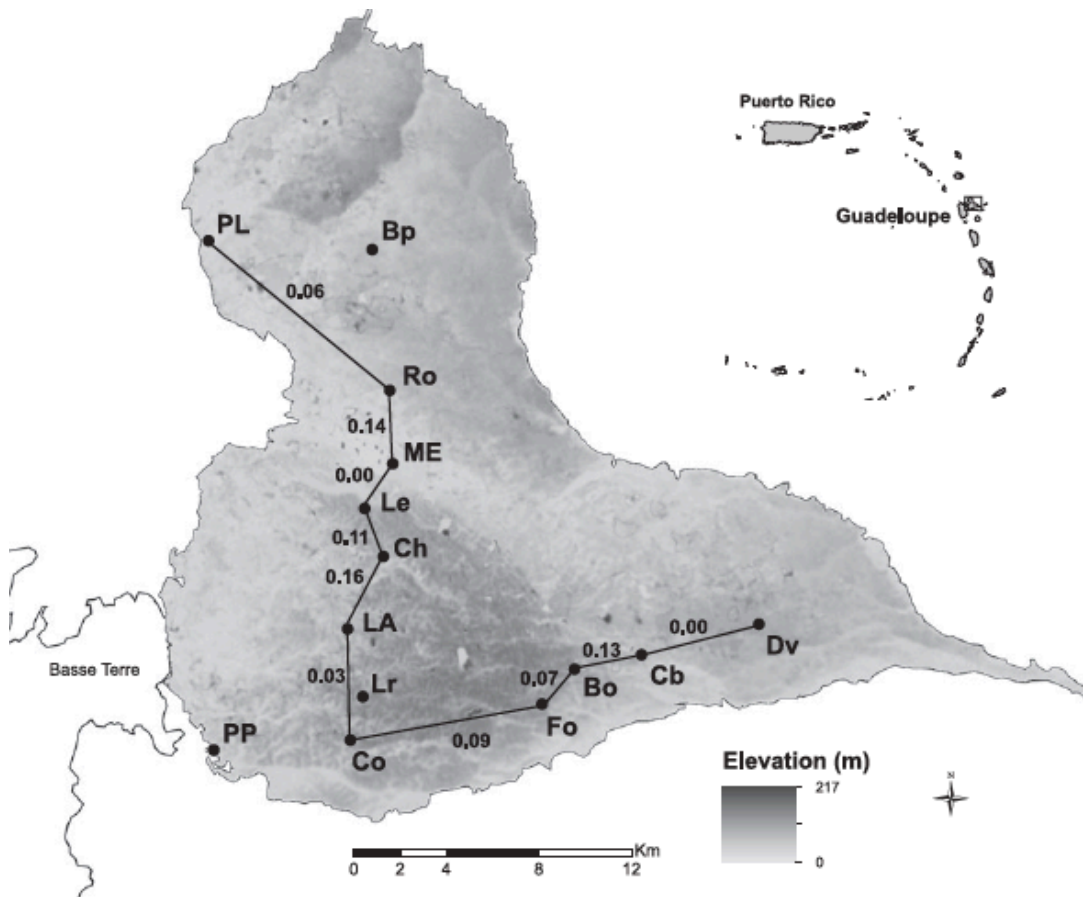 Puerto Rico
Guadeloupe
PL
Bp
0.06
Ro
0.14
ME
0.00
Le
0.11
Ch
0.16
LA
0.00
Dv
0.13
Cb
Basse Terre
0.03
Lr
0.07
Bo
Fo
PP
Co
0.09
Elevation (m)
217
0
N
Km
0 2 4 8 12